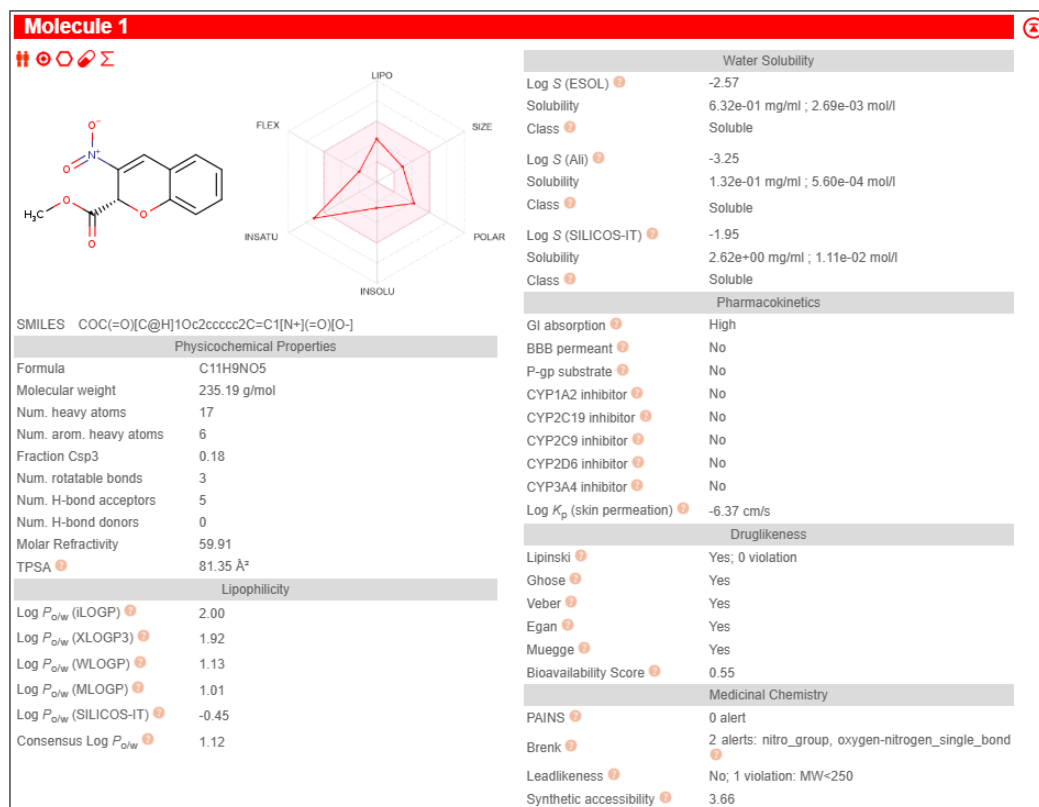 Molecule 1
LIPO
FLEX
SIZE
INSATU
POLAR
INSOLU
O⁻
N⁺
O
O
H₃C
O
O
SMILES COC(=O)[C@H]1Oc2ccccc2C=C1[N+](=O)[O-]
Physicochemical Properties
Formula C11H9NO5
Molecular weight 235.19 g/mol
Num. heavy atoms 17
Num. arom. heavy atoms 6
Fraction Csp3 0.18
Num. rotatable bonds 3
Num. H-bond acceptors 5
Num. H-bond donors 0
Molar Refractivity 59.91
TPSA ? 81.35 Å²
Lipophilicity
Log Po/w (iLOGP) ? 2.00
Log Po/w (XLOGP3) ? 1.92
Log Po/w (WLOGP) ? 1.13
Log Po/w (MLOGP) ? 1.01
Log Po/w (SILICOS-IT) ? -0.45
Consensus Log Po/w ? 1.12
Water Solubility
Log S (ESOL) ? -2.57
Solubility 6.32e-01 mg/ml ; 2.69e-03 mol/l
Class ? Soluble
Log S (Ali) ? -3.25
Solubility 1.32e-01 mg/ml ; 5.60e-04 mol/l
Class ? Soluble
Log S (SILICOS-IT) ? -1.95
Solubility 2.62e+00 mg/ml ; 1.11e-02 mol/l
Class ? Soluble
Pharmacokinetics
GI absorption ? High
BBB permeant ? No
P-gp substrate ? No
CYP1A2 inhibitor ? No
CYP2C19 inhibitor ? No
CYP2C9 inhibitor ? No
CYP2D6 inhibitor ? No
CYP3A4 inhibitor ? No
Log Kp (skin permeation) ? -6.37 cm/s
Druglikeness
Lipinski ? Yes; 0 violation
Ghose ? Yes
Veber ? Yes
Egan ? Yes
Muegge ? Yes
Bioavailability Score ? 0.55
Medicinal Chemistry
PAINS ? 0 alert
Brenk ? 2 alerts: nitro_group, oxygen-nitrogen_single_bond
?
Leadlikeness ? No; 1 violation: MW<250
Synthetic accessibility ? 3.66